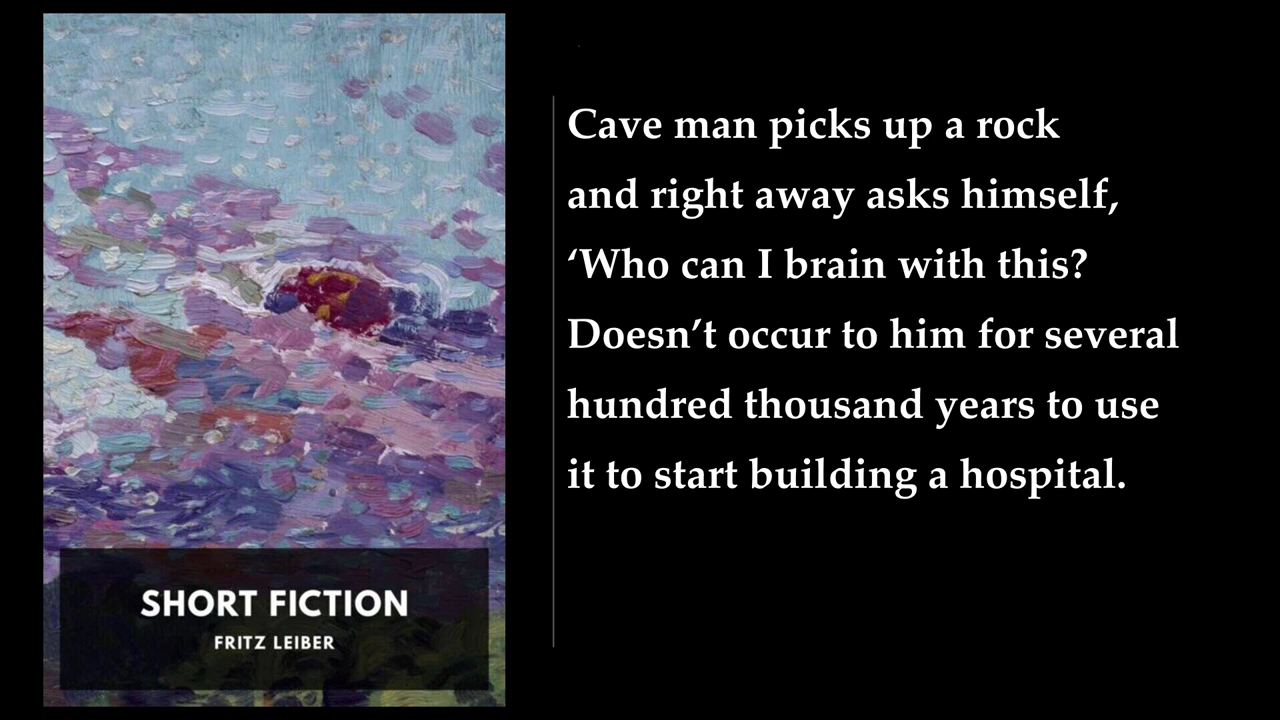 SHORT FICTION
FRITZ LEIBER
Cave man picks up a rock
and right away asks himself,
‘Who can I brain with this?
Doesn’t occur to him for several
hundred thousand years to use
it to start building a hospital.